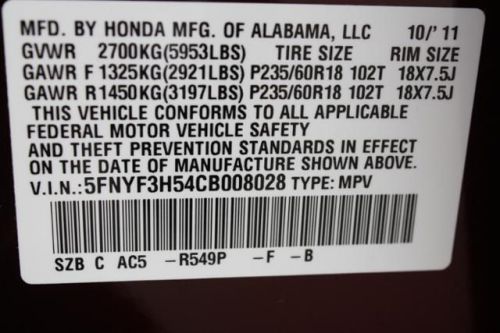 MFD. BY HONDA MFG. OF ALABAMA, LLC 10/'11
GVWR 2700KG(5953LBS) TIRE SIZE RIM SIZE
GAWR F 1325KG(2921LBS) P235/60R18 102T 18X7.5J
GAWR R1450KG(3197LBS) P235/60R18 102T 18X7.5J
THIS VEHICLE CONFORMS TO ALL APPLICABLE
FEDERAL MOTOR VEHICLE SAFETY
AND THEFT PREVENTION STANDARDS IN EFFECT
ON THE DATE OF MANUFACTURE SHOWN ABOVE.
V.I.N.:5FNYF3H54CB008028 TYPE: MPV
SZB C AC5 -R549P -F -B